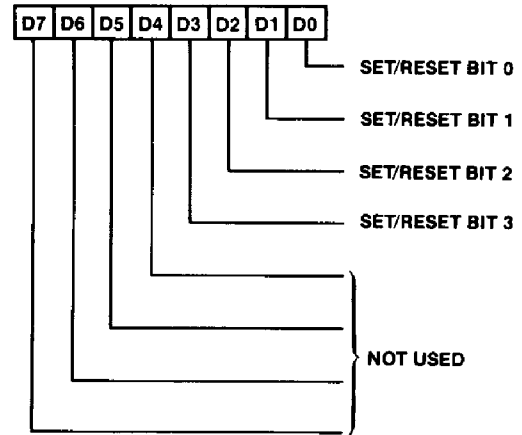 D7 D6 D5 D4 D3 D2 D1 D0
SET/RESET BIT 0
SET/RESET BIT 1
SET/RESET BIT 2
SET/RESET BIT 3
NOT USED